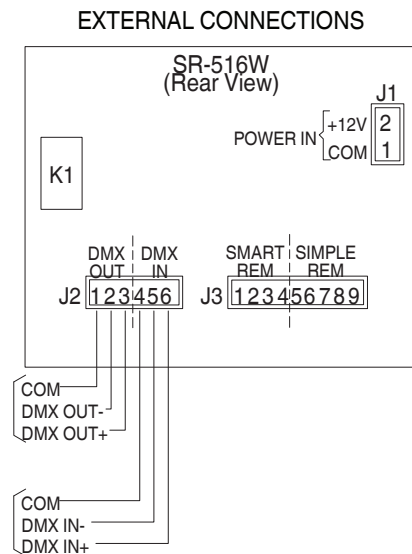 EXTERNAL CONNECTIONS
SR-516W
(Rear View)
J1
POWER IN
+12V 2
COM 1
K1
DMX OUT
DMX IN
J2 123456
SMART REM
SIMPLE REM
J3 123456789
COM
DMX OUT-
DMX OUT+
COM
DMX IN-
DMX IN+